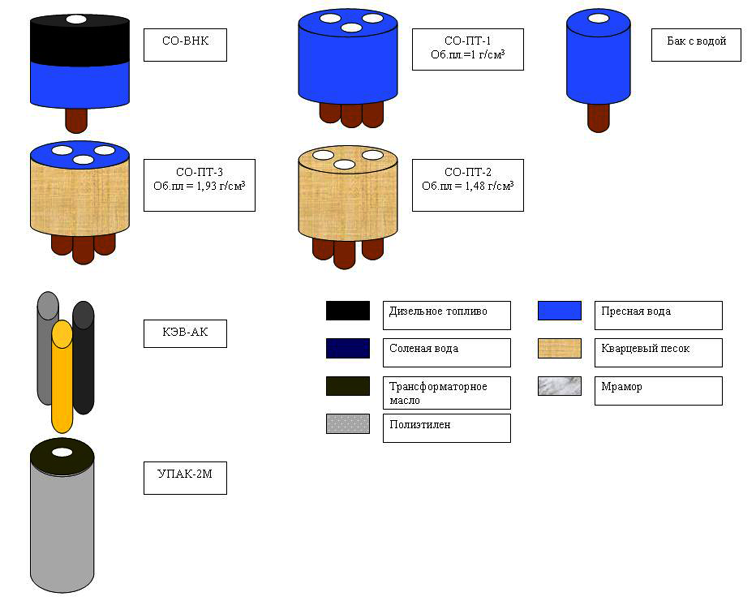 СО-ВНК
СО-ПТ-1
Об.пл.=1 г/см³
Бак с водой
СО-ПТ-3
Об.пл = 1,93 г/см³
СО-ПТ-2
Об.пл = 1,48 г/см³
КЭВ-АК
Дизельное топливо
Пресная вода
Соленая вода
Кварцевый песок
Трансформаторное
масло
Мрамор
Полиэтилен
УПАК-2М